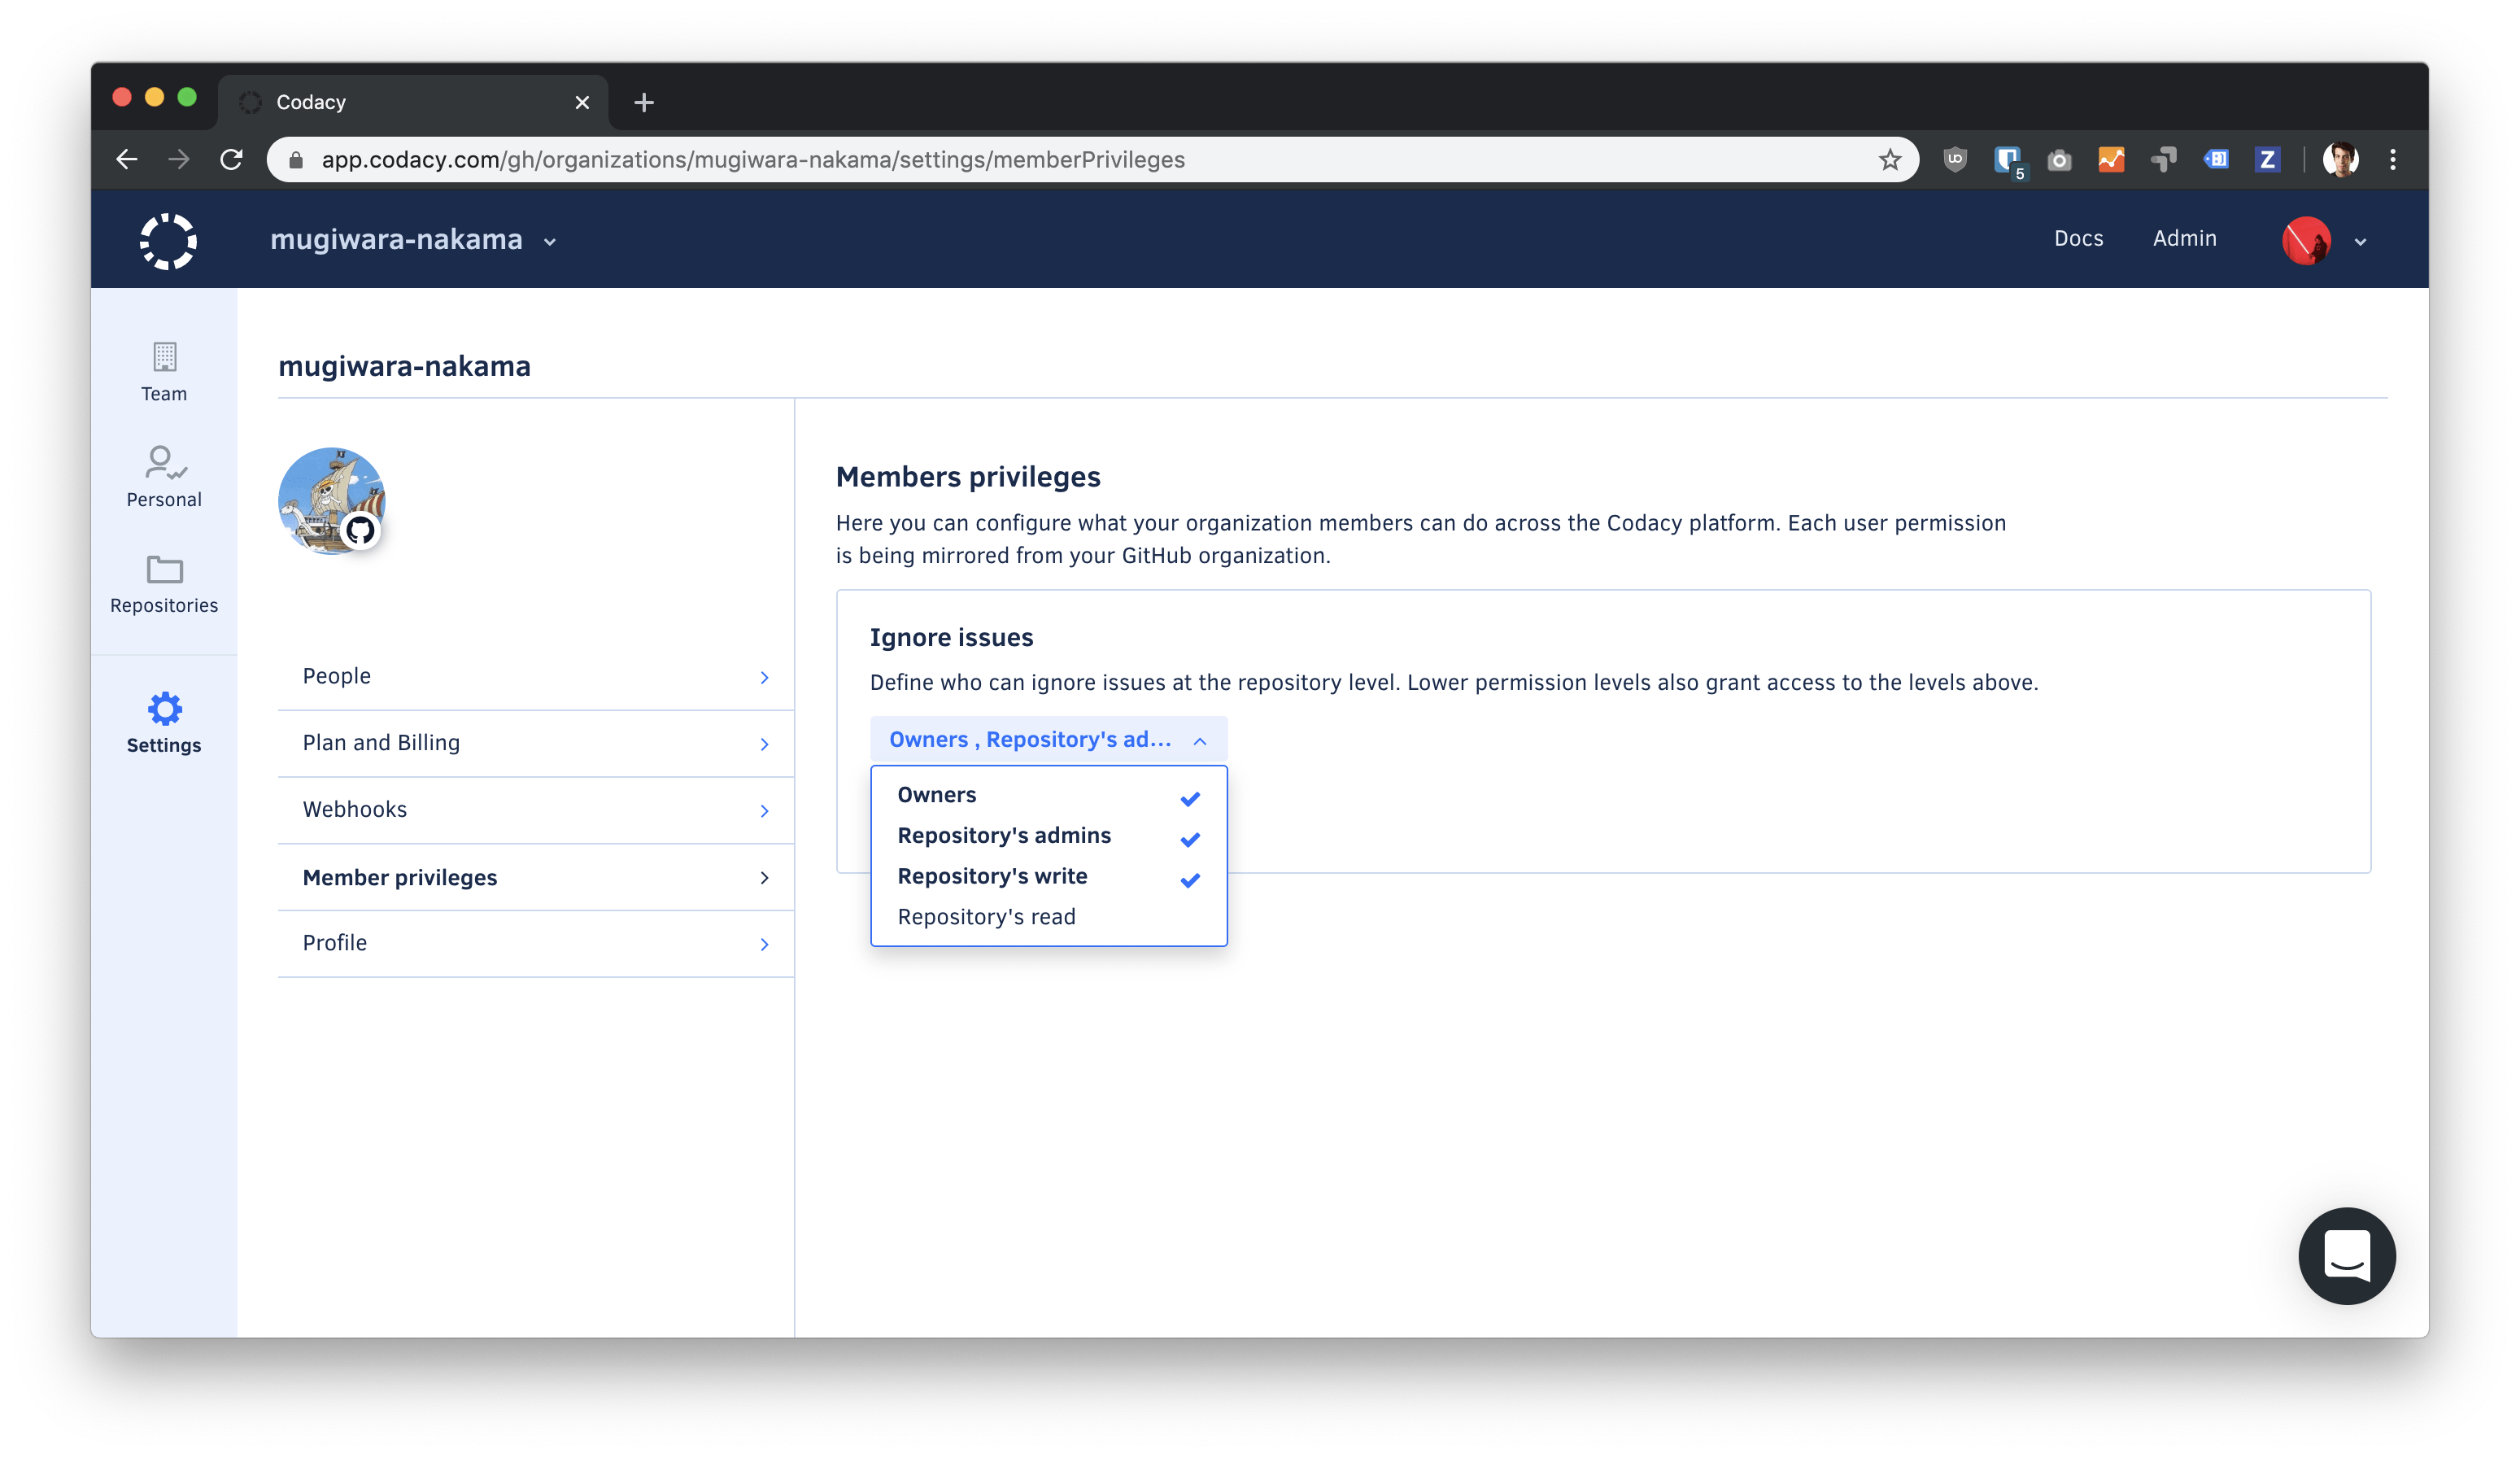 Codacy
app.codacy.com/gh/organizations/mugiwara-nakama/settings/memberPrivileges
5
Z
mugiwara-nakama
Docs
Admin
Team
Personal
Repositories
Settings
mugiwara-nakama
People
Plan and Billing
Webhooks
Member privileges
Profile
Members privileges
Here you can configure what your organization members can do across the Codacy platform. Each user permission
is being mirrored from your GitHub organization.
Ignore issues
Define who can ignore issues at the repository level. Lower permission levels also grant access to the levels above.
Owners , Repository's ad...
Owners
Repository's admins
Repository's write
Repository's read